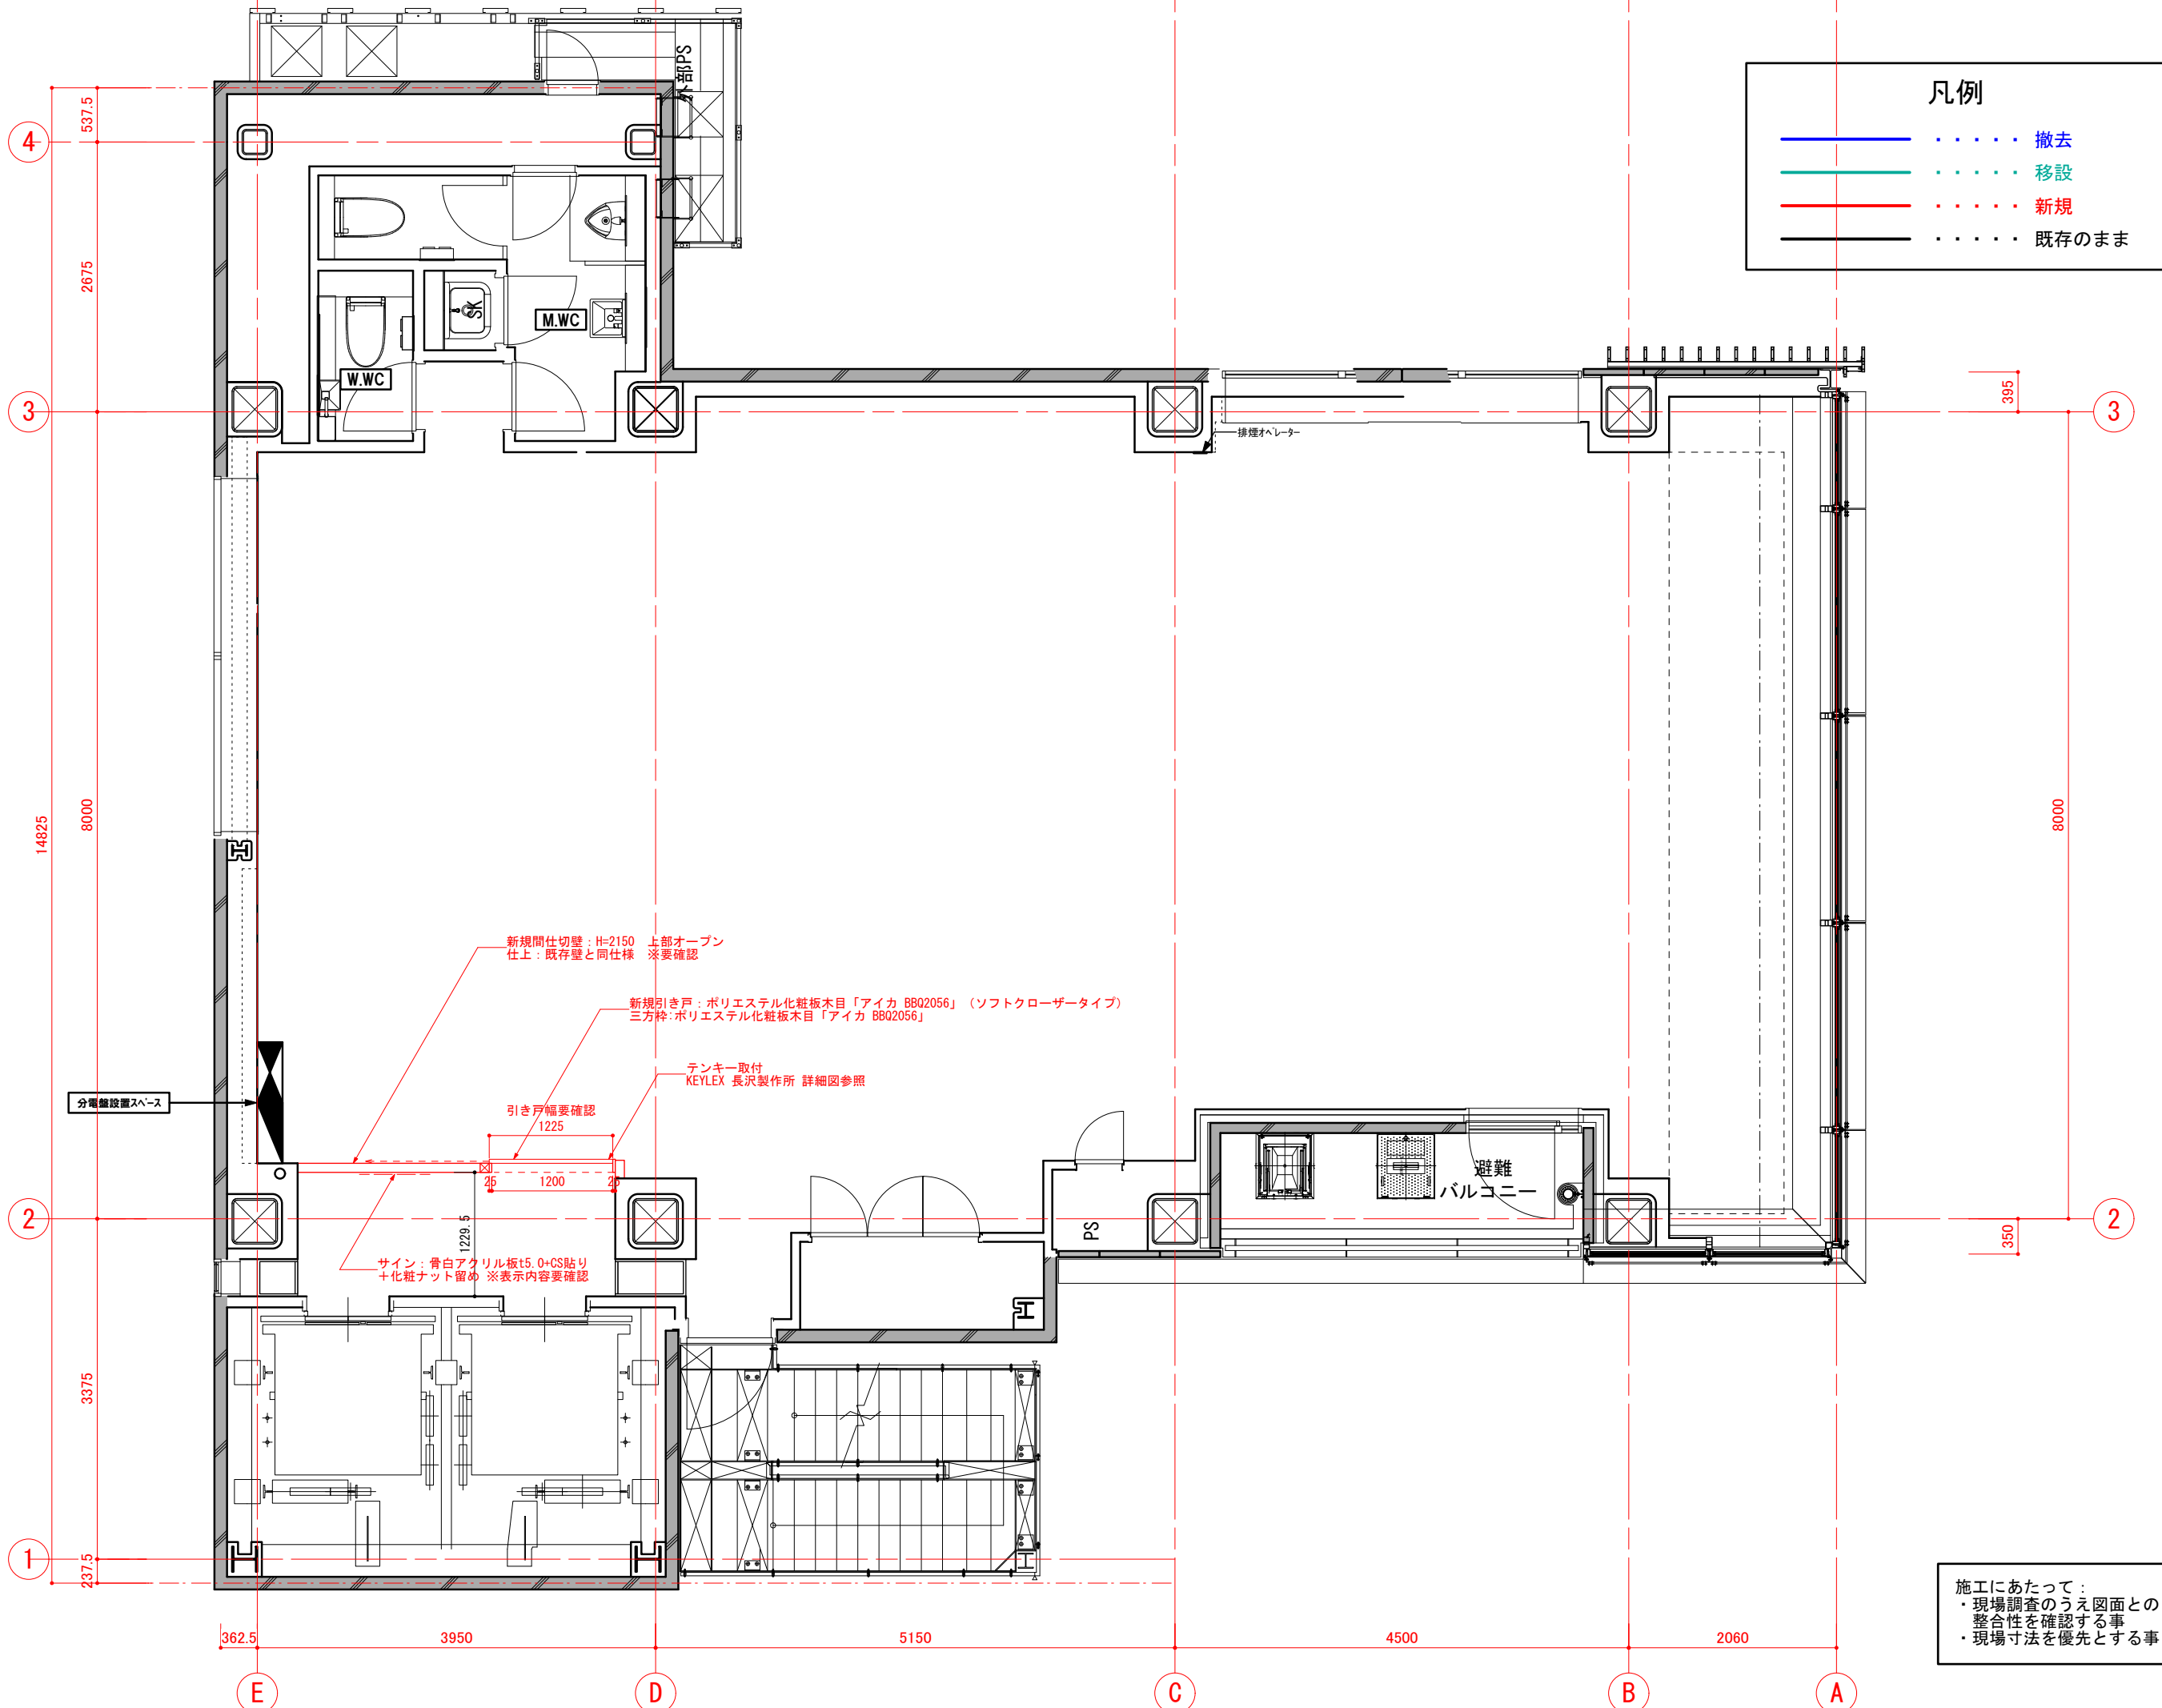 外部PS
凡例
・・・・・ 撤去
・・・・・ 移設
・・・・・ 新規
・・・・・ 既存のまま
4
537.5
2675
SK
M.WC
W.WC
3
395
3
排煙オペレーター
14825
8000
8000
新規間仕切壁：H=2150　上部オープン
仕上：既存壁と同仕様　※要確認
新規引き戸：ポリエステル化粧板木目「アイカ BBQ2056」（ソフトクローザータイプ）
三方枠:ポリエステル化粧板木目「アイカ BBQ2056」
テンキー取付
KEYLEX 長沢製作所 詳細図参照
分電盤設置スペース
引き戸幅要確認
1225
25
1200
25
1229.5
避難
バルコニー
PS
2
2
350
サイン：骨白アクリル板t5.0+CS貼り
＋化粧ナット留め ※表示内容要確認
3375
1
237.5
施工にあたって：
・現場調査のうえ図面との
整合性を確認する事
・現場寸法を優先とする事
362.5
3950
5150
4500
2060
E
D
C
B
A